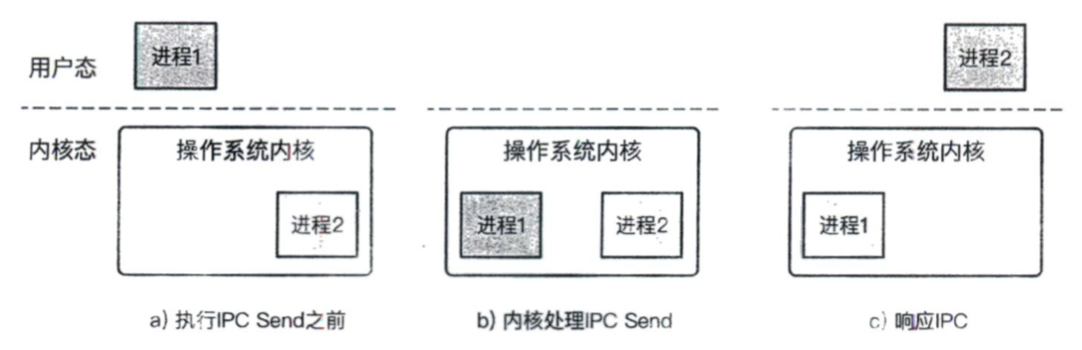 用户态
进程1
进程2
内核态
操作系统内核
操作系统内核
操作系统内核
进程2
进程1
进程2
进程1
a) 执行IPC Send之前
b) 内核处理IPC Send
c) 响应IPC